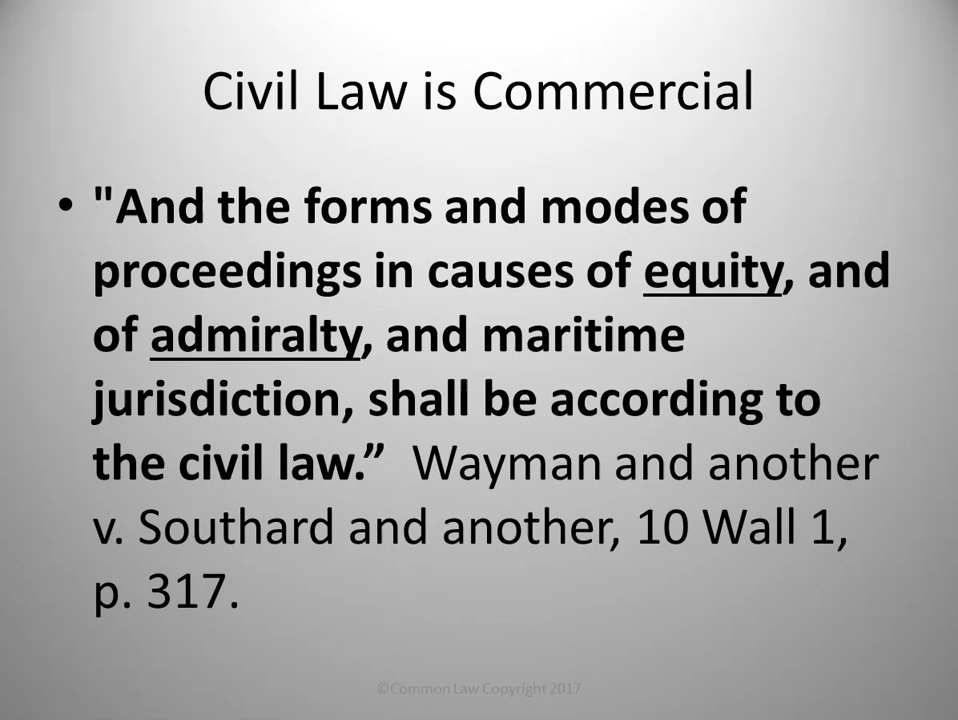 Civil Law is Commercial
• "And the forms and modes of
proceedings in causes of equity, and
of admiralty, and maritime
jurisdiction, shall be according to
the civil law.” Wayman and another
v. Southard and another, 10 Wall 1,
p. 317.
©Common Law Copyright 2017